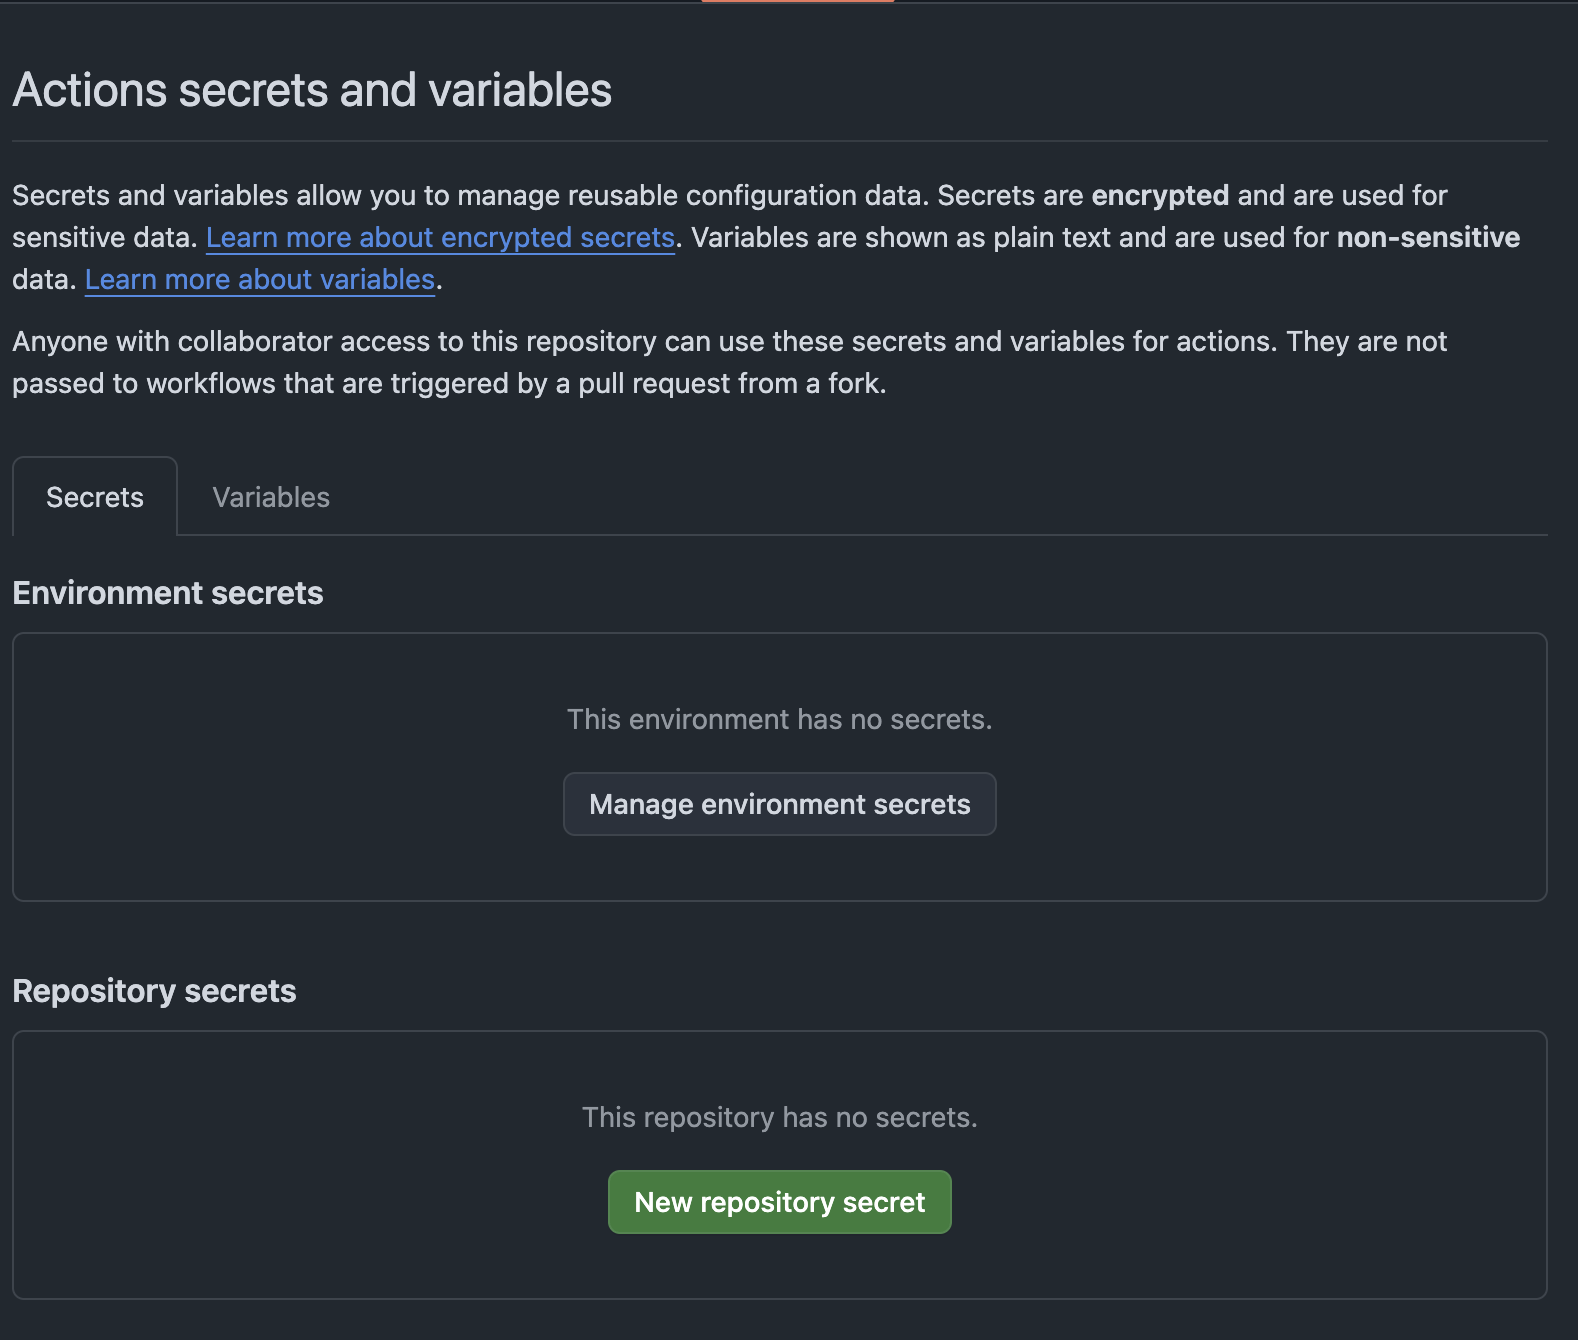 Actions secrets and variables
Secrets and variables allow you to manage reusable configuration data. Secrets are encrypted and are used for
sensitive data. Learn more about encrypted secrets. Variables are shown as plain text and are used for non-sensitive
data. Learn more about variables.
Anyone with collaborator access to this repository can use these secrets and variables for actions. They are not
passed to workflows that are triggered by a pull request from a fork.
Secrets
Variables
Environment secrets
This environment has no secrets.
Manage environment secrets
Repository secrets
This repository has no secrets.
New repository secret